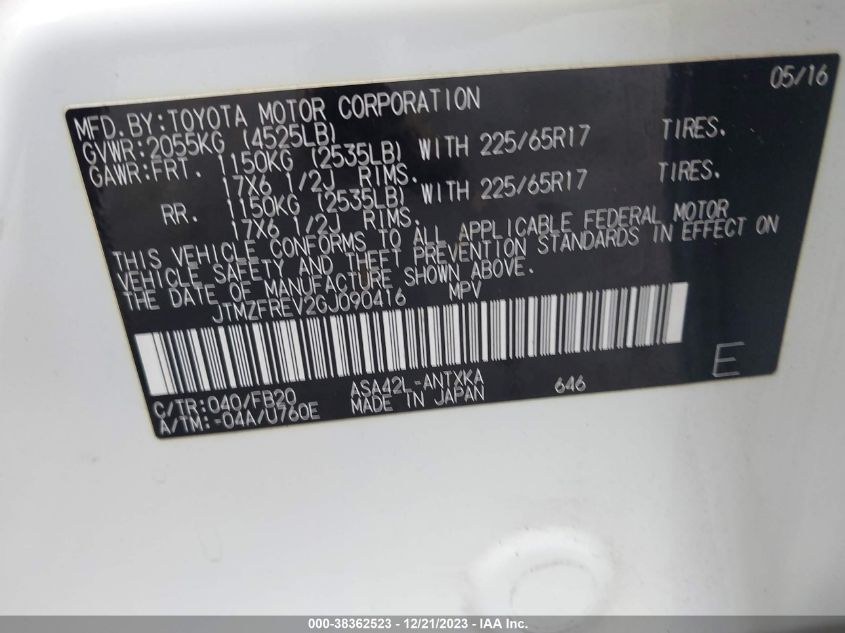 05/16
MFD.BY:TOYOTA MOTOR CORPORATION
GVWR:2055KG (4525LB)
GAWR:FRT. 1150KG (2535LB) WITH 225/65R17 TIRES.
17X6 1/2J RIMS.
RR. 1150KG (2535LB) WITH 225/65R17 TIRES.
17X6 1/2J RIMS.
THIS VEHICLE CONFORMS TO ALL APPLICABLE FEDERAL MOTOR
VEHICLE SAFETY AND THEFT PREVENTION STANDARDS IN EFFECT ON
THE DATE OF MANUFACTURE SHOWN ABOVE.
JTMZFREV2GJ090416 MPV
C/TR:040/FB20 ASA42L-ANTXKA 646 E
A/TM:-04A/U760E MADE IN JAPAN
000-38362523 - 12/21/2023 - IAA Inc.